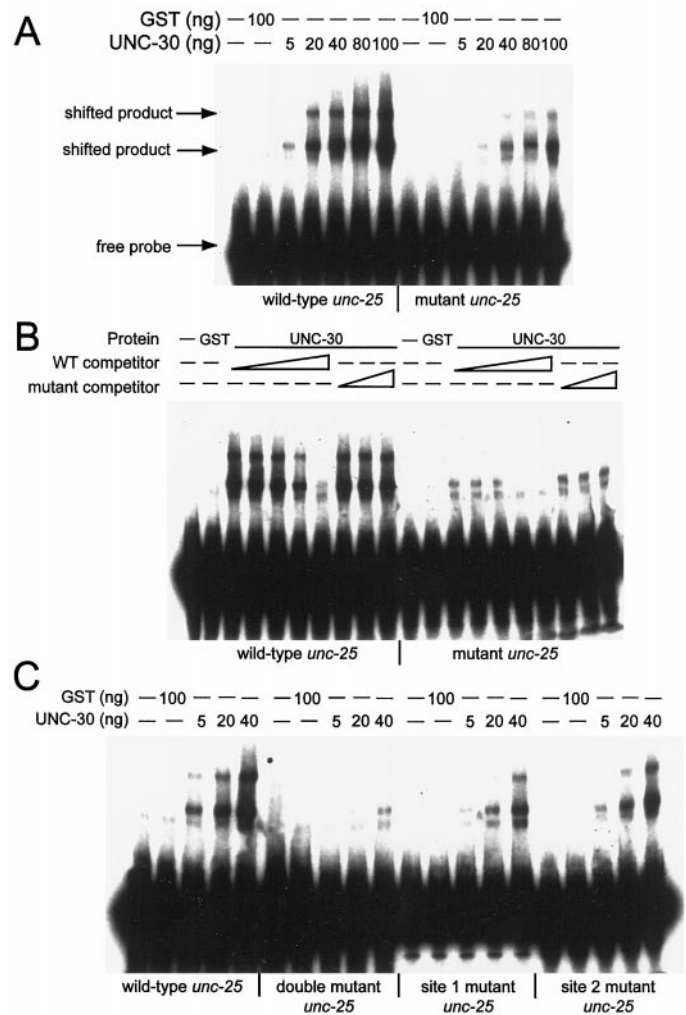 A
GST (ng) — 100 — — — — — — 100 — — — — —
UNC-30 (ng) — — 5 20 40 80 100 — — 5 20 40 80 100
shifted product
shifted product
free probe
wild-type unc-25 | mutant unc-25
B
Protein — GST UNC-30 — GST UNC-30
WT competitor — — — — — — — — — —
mutant competitor — — — — — — — — — — — — — —
wild-type unc-25 | mutant unc-25
C
GST (ng) — 100 — — — — 100 — — — — 100 — — — — 100 — — —
UNC-30 (ng) — — 5 20 40 — — 5 20 40 — — 5 20 40 — — 5 20 40
wild-type unc-25 | double mutant | site 1 mutant | site 2 mutant
unc-25 unc-25 unc-25